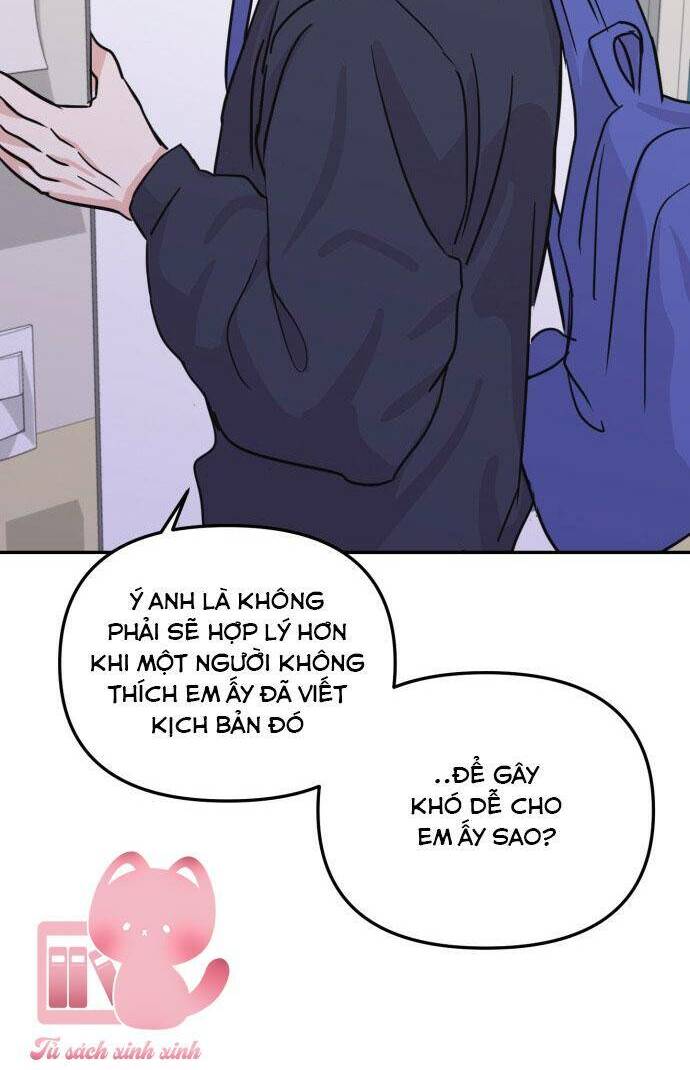 Ý ANH LÀ KHÔNG
PHẢI SẼ HỢP LÝ HƠN
KHI MỘT NGƯỜI KHÔNG
THÍCH EM ẤY ĐÃ VIẾT
KỊCH BẢN ĐÓ
..ĐỂ GÂY
KHÓ DỄ CHO
EM ẤY SAO?
Tủ sách xinh xinh